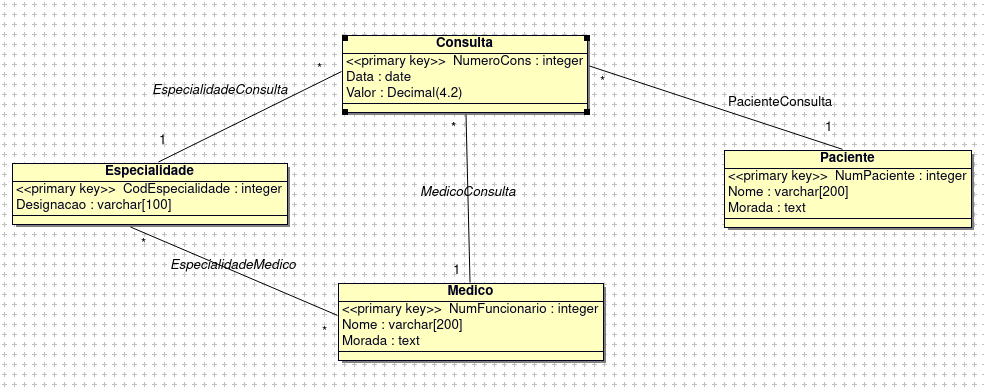 Consulta
<<primary key>> NumeroCons : integer
Data : date
Valor : Decimal(4.2)
*
*
EspecialidadeConsulta
PacienteConsulta
1
1
*
Especialidade
<<primary key>> CodEspecialidade : integer
Designacao : varchar[100]
Paciente
<<primary key>> NumPaciente : integer
Nome : varchar[200]
Morada : text
MedicoConsulta
*
EspecialidadeMedico
1
*
Medico
<<primary key>> NumFuncionario : integer
Nome : varchar[200]
Morada : text